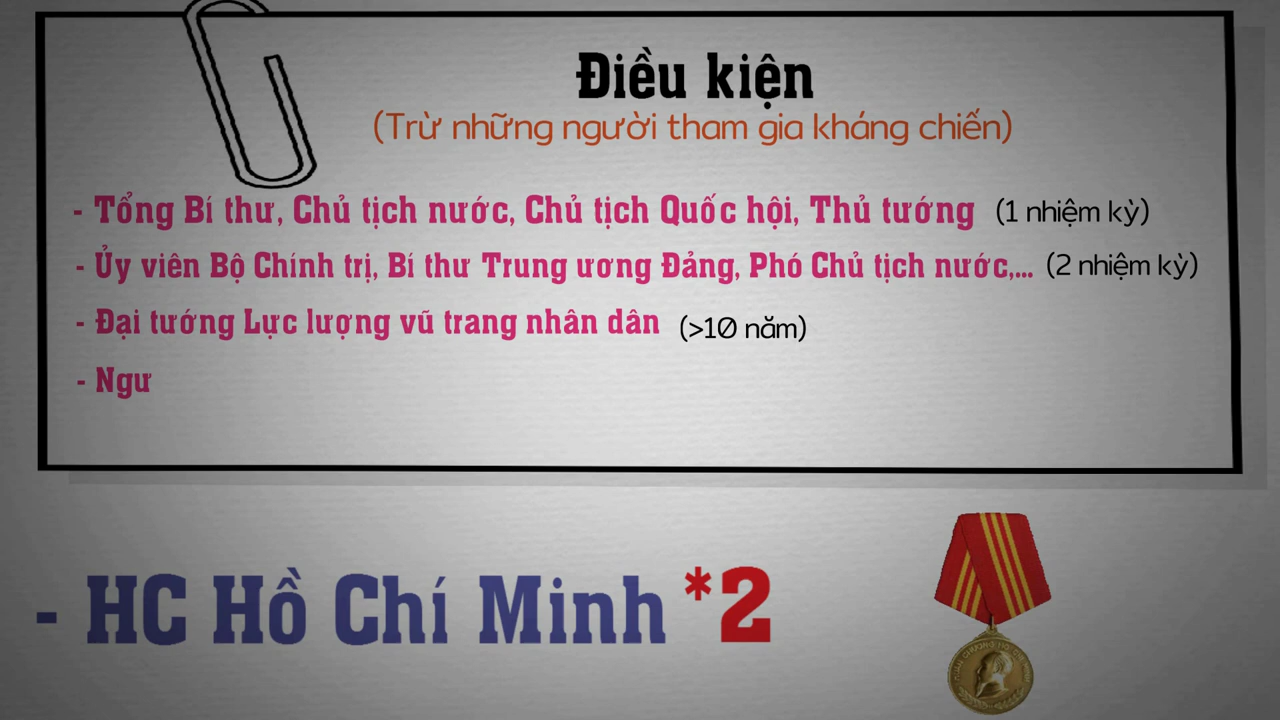 Điều kiện
(Trừ những người tham gia kháng chiến)
- Tổng Bí thư, Chủ tịch nước, Chủ tịch Quốc hội, Thủ tướng (1 nhiệm kỳ)
- Ủy viên Bộ Chính trị, Bí thư Trung ương Đảng, Phó Chủ tịch nước,... (2 nhiệm kỳ)
- Đại tướng Lực lượng vũ trang nhân dân (>10 năm)
- Ngư
- HC Hồ Chí Minh *2